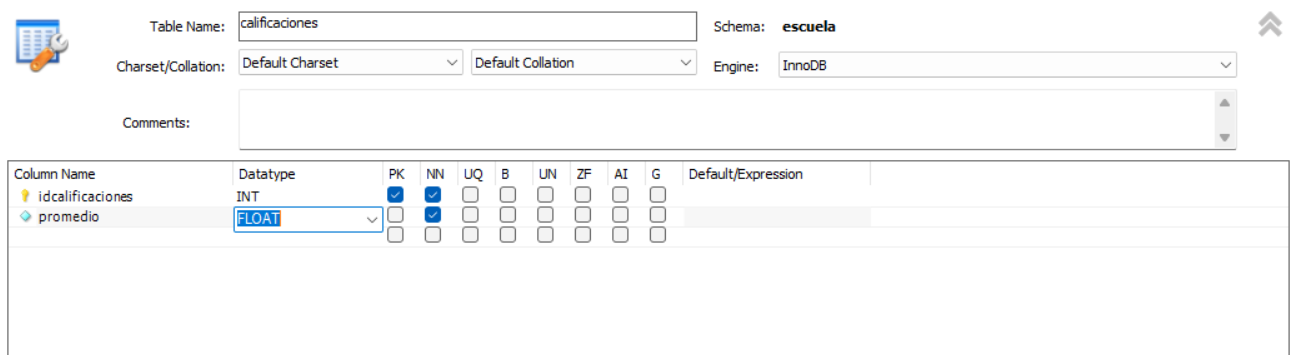 Table Name: calificaciones Schema: escuela
Charset/Collation: Default Charset Default Collation Engine: InnoDB
Comments:
Column Name Datatype PK NN UQ B UN ZF AI G Default/Expression
idcalificaciones INT
promedio FLOAT